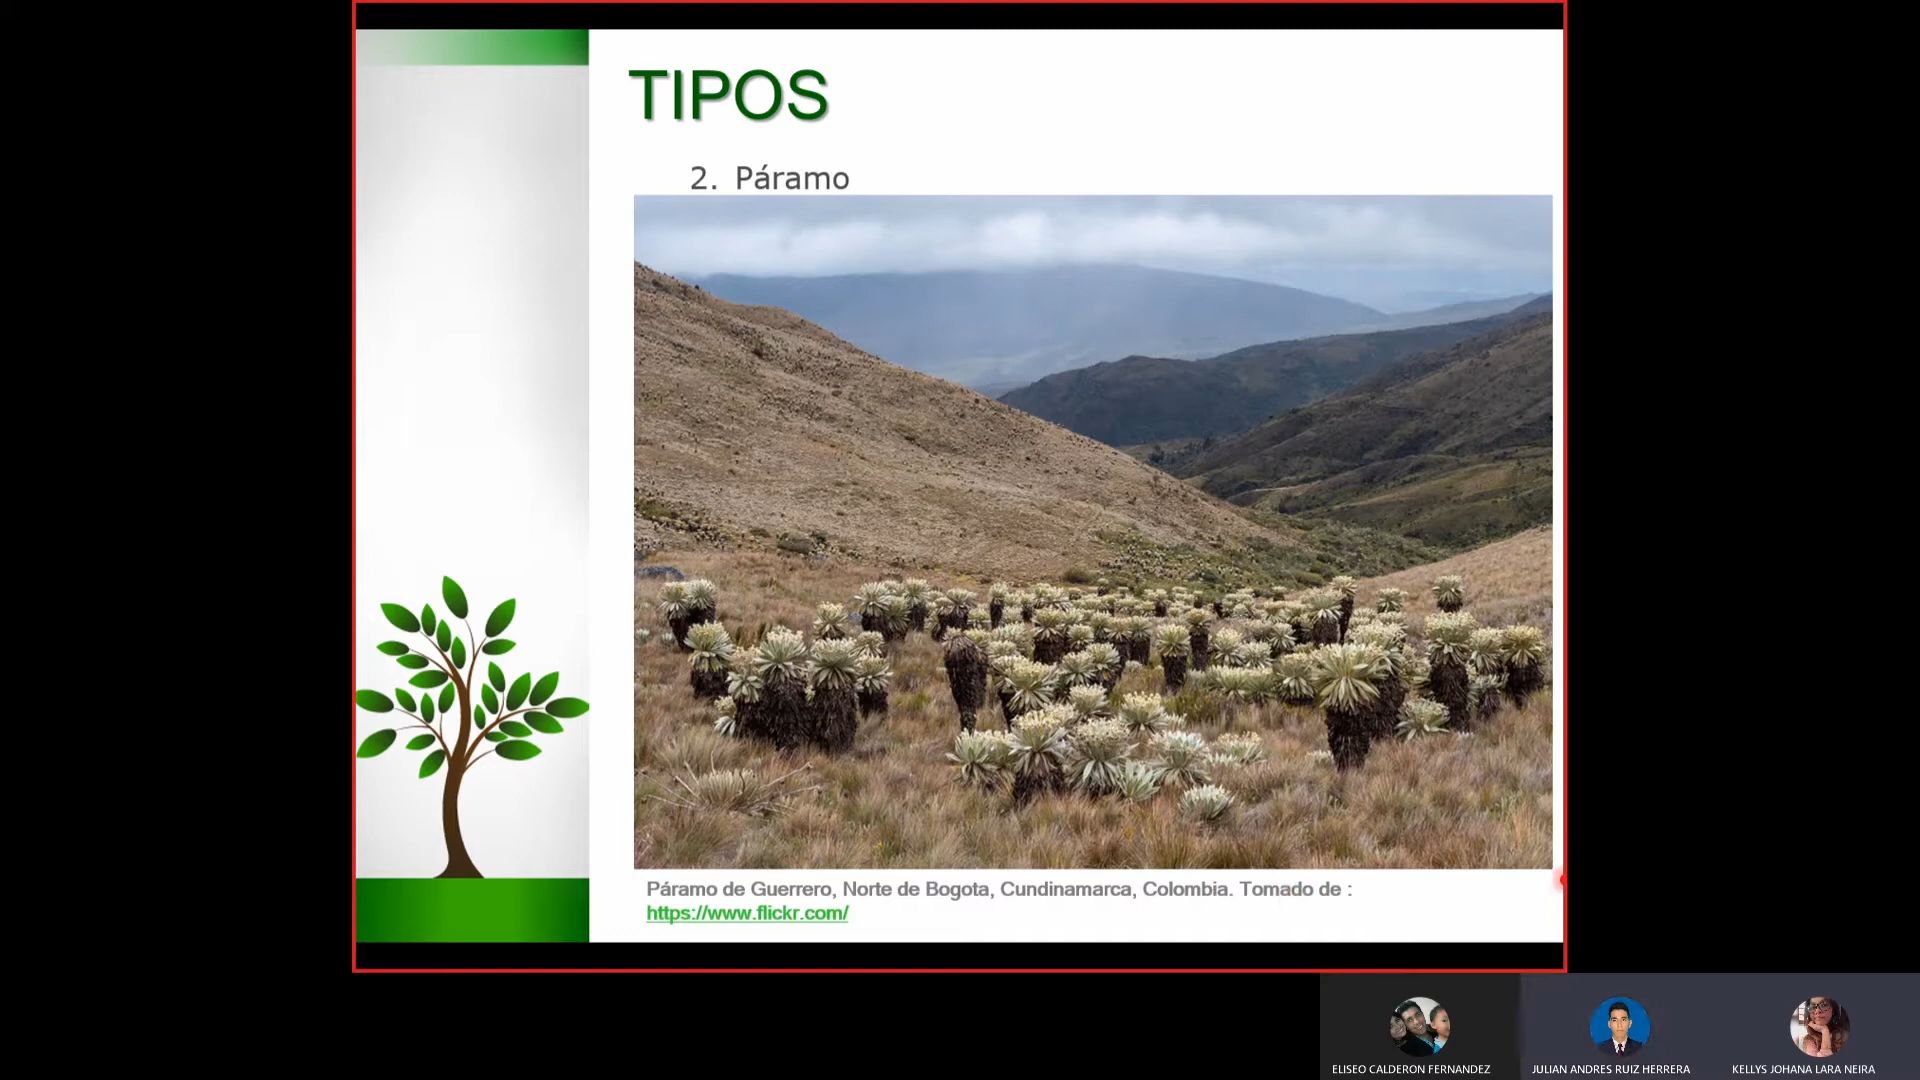 TIPOS
2. Páramo
Páramo de Guerrero, Norte de Bogota, Cundinamarca, Colombia. Tomado de :
https://www.flickr.com/
ELISEO CALDERON FERNANDEZ
JULIAN ANDRES RUIZ HERRERA
KELLYS JOHANA LARA NEIRA